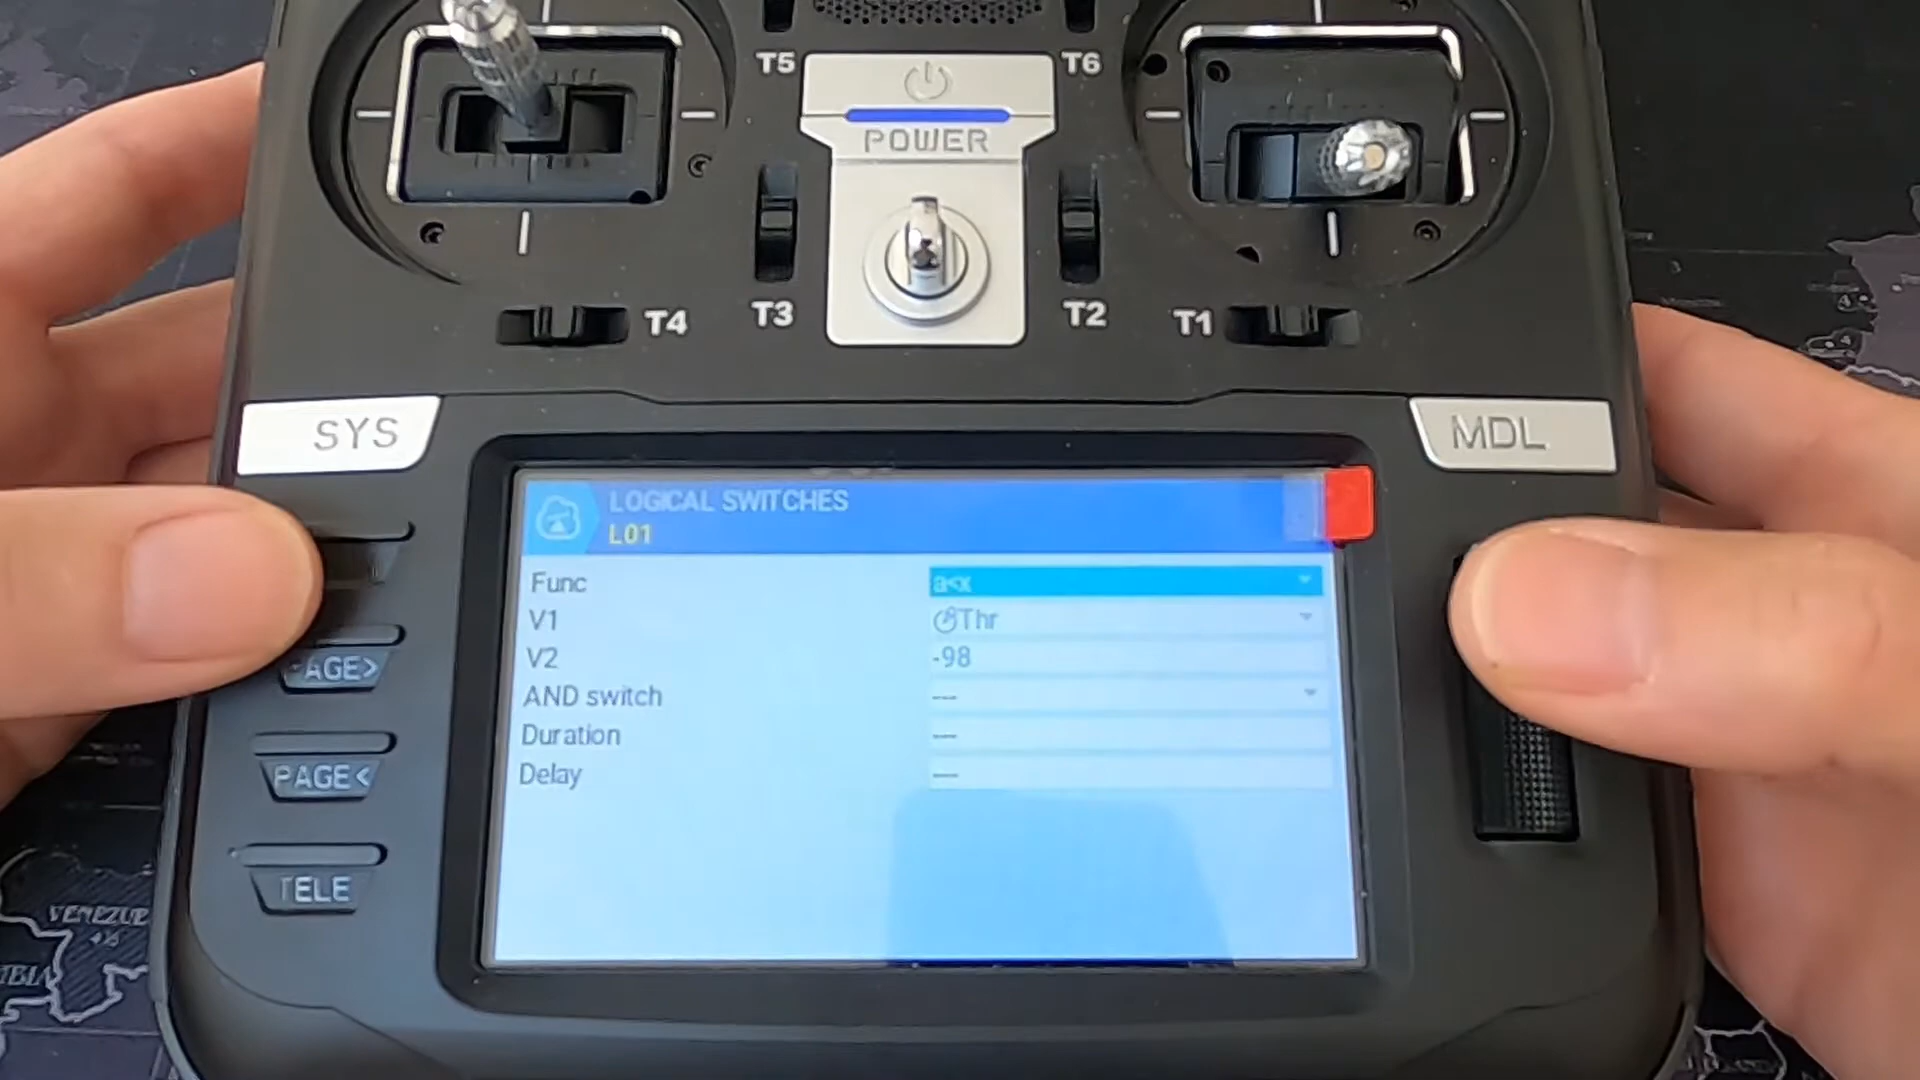 T5
T6
POWER
T3
T2
T4
T1
SYS
MDL
LOGICAL SWITCHES
L01
Func a<x
V1 Thr
V2 -98
AND switch ---
Duration ---
Delay ---
PAGE<
TELE